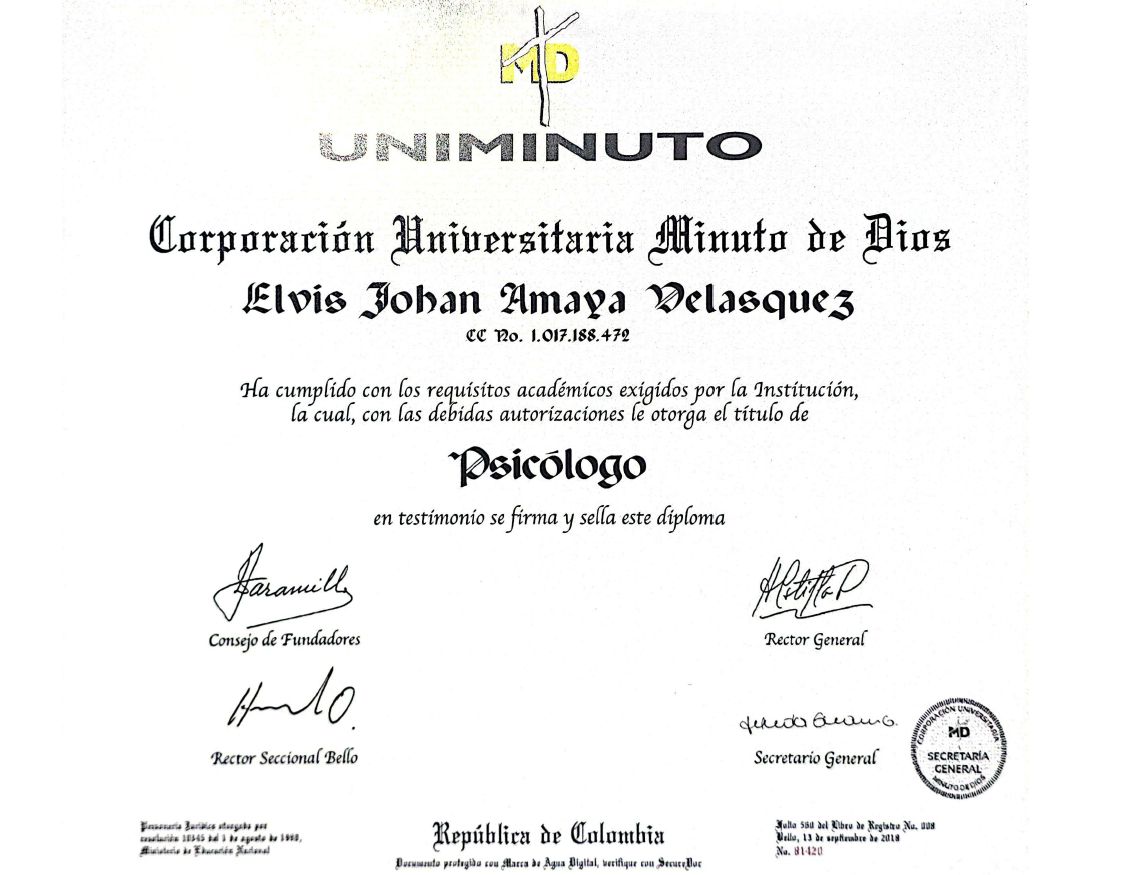 MD
UNIMINUTO
Corporación Universitaria Minuto de Dios
Elvis Johan Amaya Velasquez
CC No. 1.017.188.472
Ha cumplido con los requisitos académicos exigidos por la Institución,
la cual, con las debidas autorizaciones le otorga el título de
Psicólogo
en testimonio se firma y sella este diploma
Consejo de Fundadores
Rector General
Rector Seccional Bello
Secretario General
CORPORACIÓN UNIVERSITARIA
MD
SECRETARÍA
GENERAL
MINUTO DE DIOS
Personería Jurídica otorgada por
resolución 10345 del 1 de agosto de 1990,
Ministerio de Educación Nacional
República de Colombia
Documento protegido con Marca de Agua Digital, verifique con SecureDoc
Folio 560 del Libro de Registro No. 008
Bello, 13 de septiembre de 2018
No. 81420